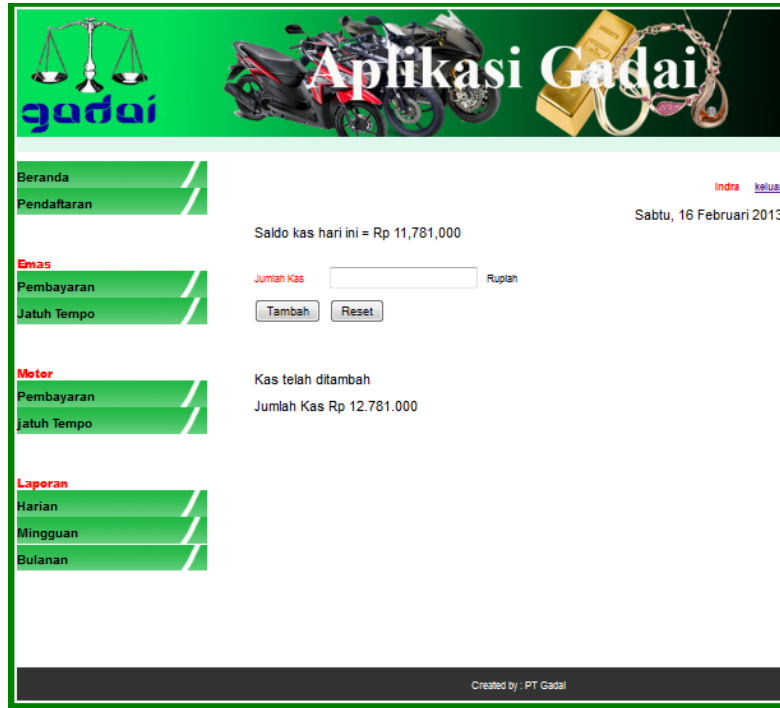 gadai
Aplikasi Gadai
Beranda
Pendaftaran
Indra keluar
Sabtu, 16 Februari 2013
Saldo kas hari ini = Rp 11,781,000
Emas
Pembayaran
Jatuh Tempo
Jumlah Kas Rupiah
Tambah Reset
Motor
Pembayaran
jatuh Tempo
Kas telah ditambah
Jumlah Kas Rp 12.781.000
Laporan
Harian
Mingguan
Bulanan
Created by : PT Gadai